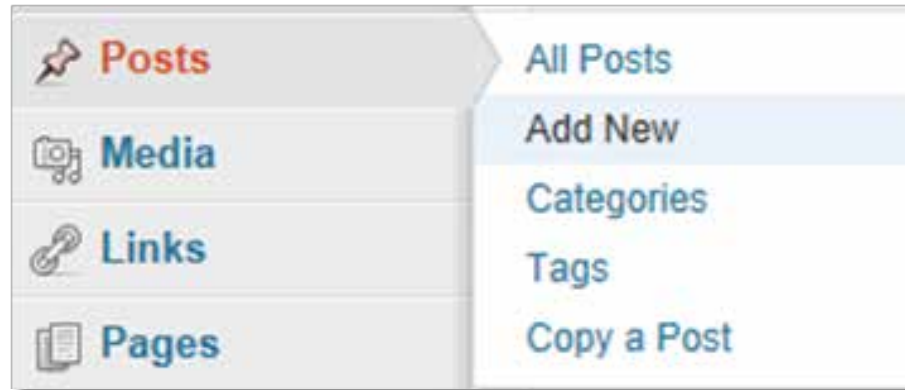 Posts
Media
Links
Pages
All Posts
Add New
Categories
Tags
Copy a Post